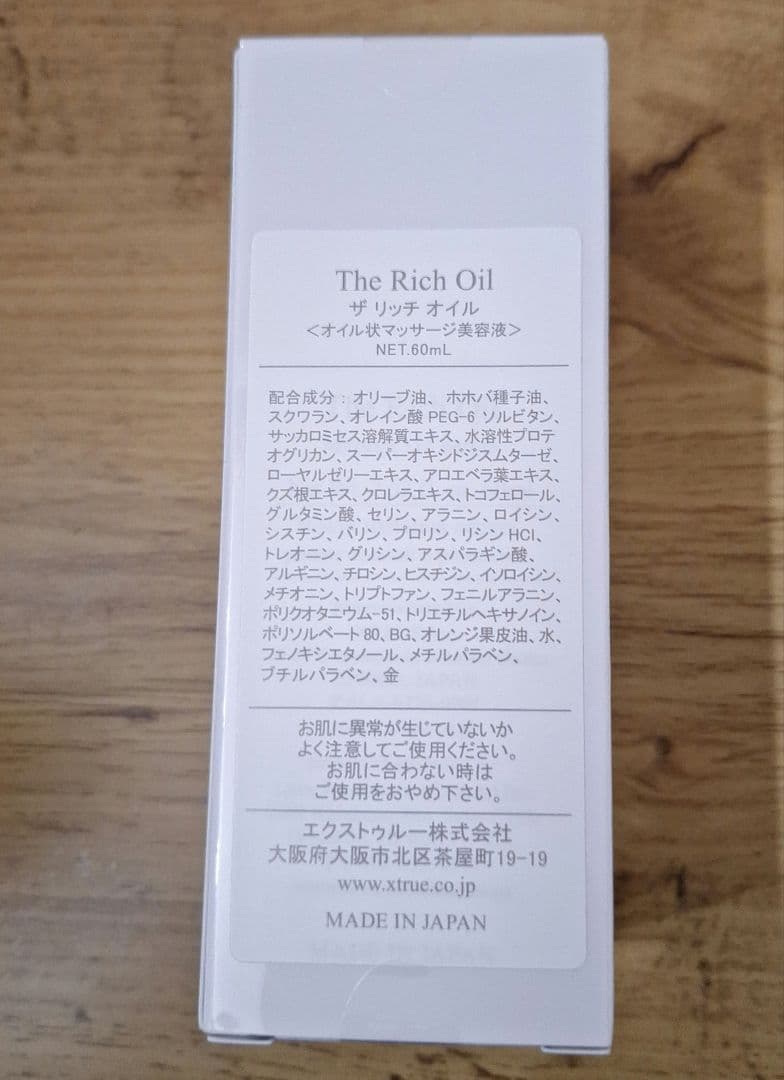 The Rich Oil
ザ リッチ オイル
＜オイル状マッサージ美容液＞
NET.60mL
配合成分：オリーブ油、ホホバ種子油、
スクワラン、オレイン酸 PEG-6 ソルビタン、
サッカロミセス溶解質エキス、水溶性プロテ
オグリカン、スーパーオキシドジスムターゼ、
ローヤルゼリーエキス、アロエベラ葉エキス、
クズ根エキス、クロレラエキス、トコフェロール、
グルタミン酸、セリン、アラニン、ロイシン、
シスチン、バリン、プロリン、リシン HCl、
トレオニン、グリシン、アスパラギン酸、
アルギニン、チロシン、ヒスチジン、イソロイシン、
メチオニン、トリプトファン、フェニルアラニン、
ポリクオタニウム-51、トリエチルヘキサノイン、
ポリソルベート 80、BG、オレンジ果皮油、水、
フェノキシエタノール、メチルパラベン、
ブチルパラベン、金
お肌に異常が生じていないか
よく注意してご使用ください。
お肌に合わない時は
ご使用をおやめ下さい。
エクストゥルー株式会社
大阪府大阪市北区茶屋町19-19
www.xtrue.co.jp
MADE IN JAPAN